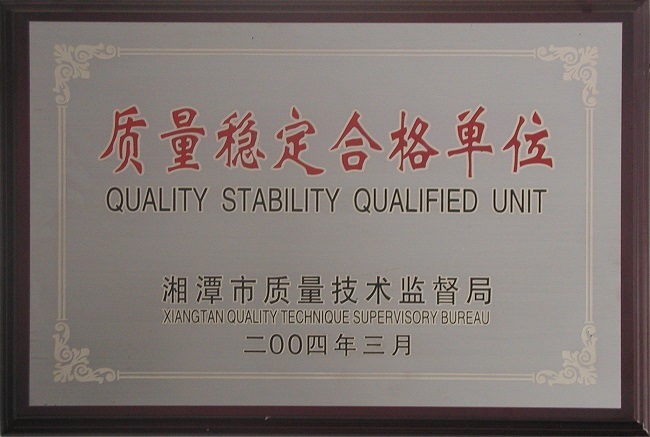 质量稳定合格单位
QUALITY STABILITY QUALIFIED UNIT
湘潭市质量技术监督局
XIANGTAN QUALITY TECHNIQUE SUPERVISORY BUREAU
二OO四年三月